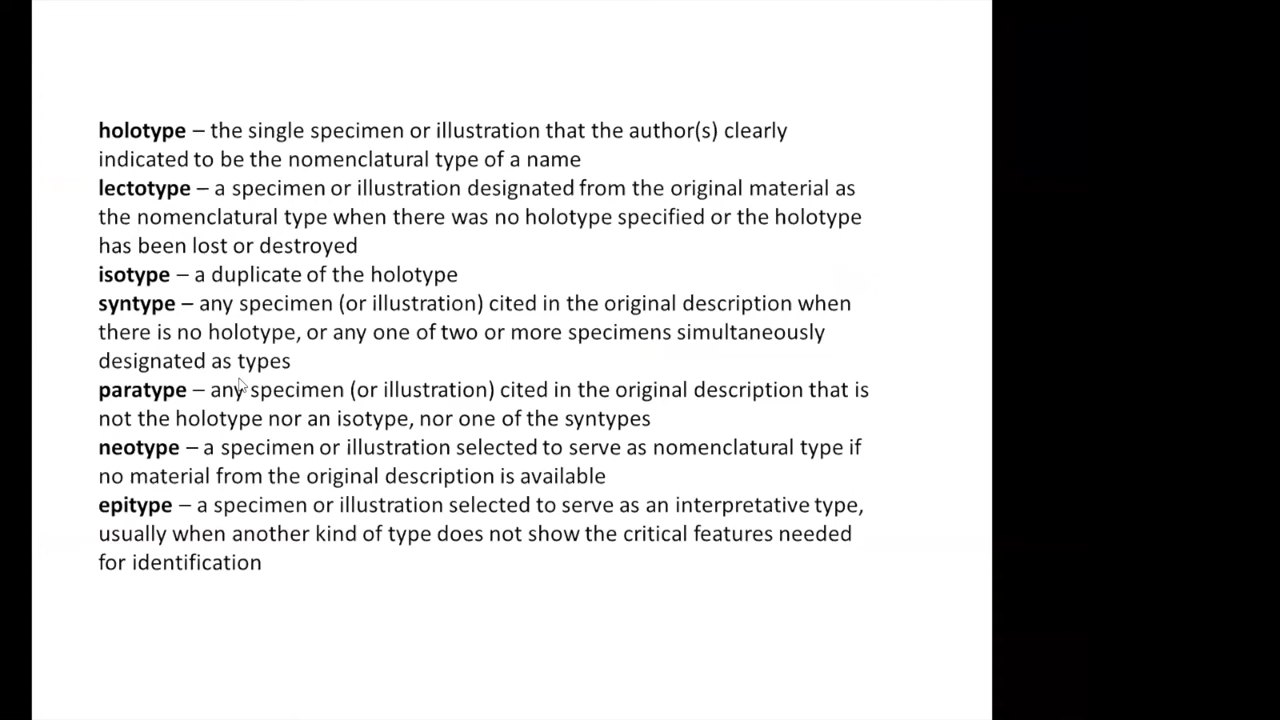 holotype – the single specimen or illustration that the author(s) clearly
indicated to be the nomenclatural type of a name
lectotype – a specimen or illustration designated from the original material as
the nomenclatural type when there was no holotype specified or the holotype
has been lost or destroyed
isotype – a duplicate of the holotype
syntype – any specimen (or illustration) cited in the original description when
there is no holotype, or any one of two or more specimens simultaneously
designated as types
paratype – any specimen (or illustration) cited in the original description that is
not the holotype nor an isotype, nor one of the syntypes
neotype – a specimen or illustration selected to serve as nomenclatural type if
no material from the original description is available
epitype – a specimen or illustration selected to serve as an interpretative type,
usually when another kind of type does not show the critical features needed
for identification